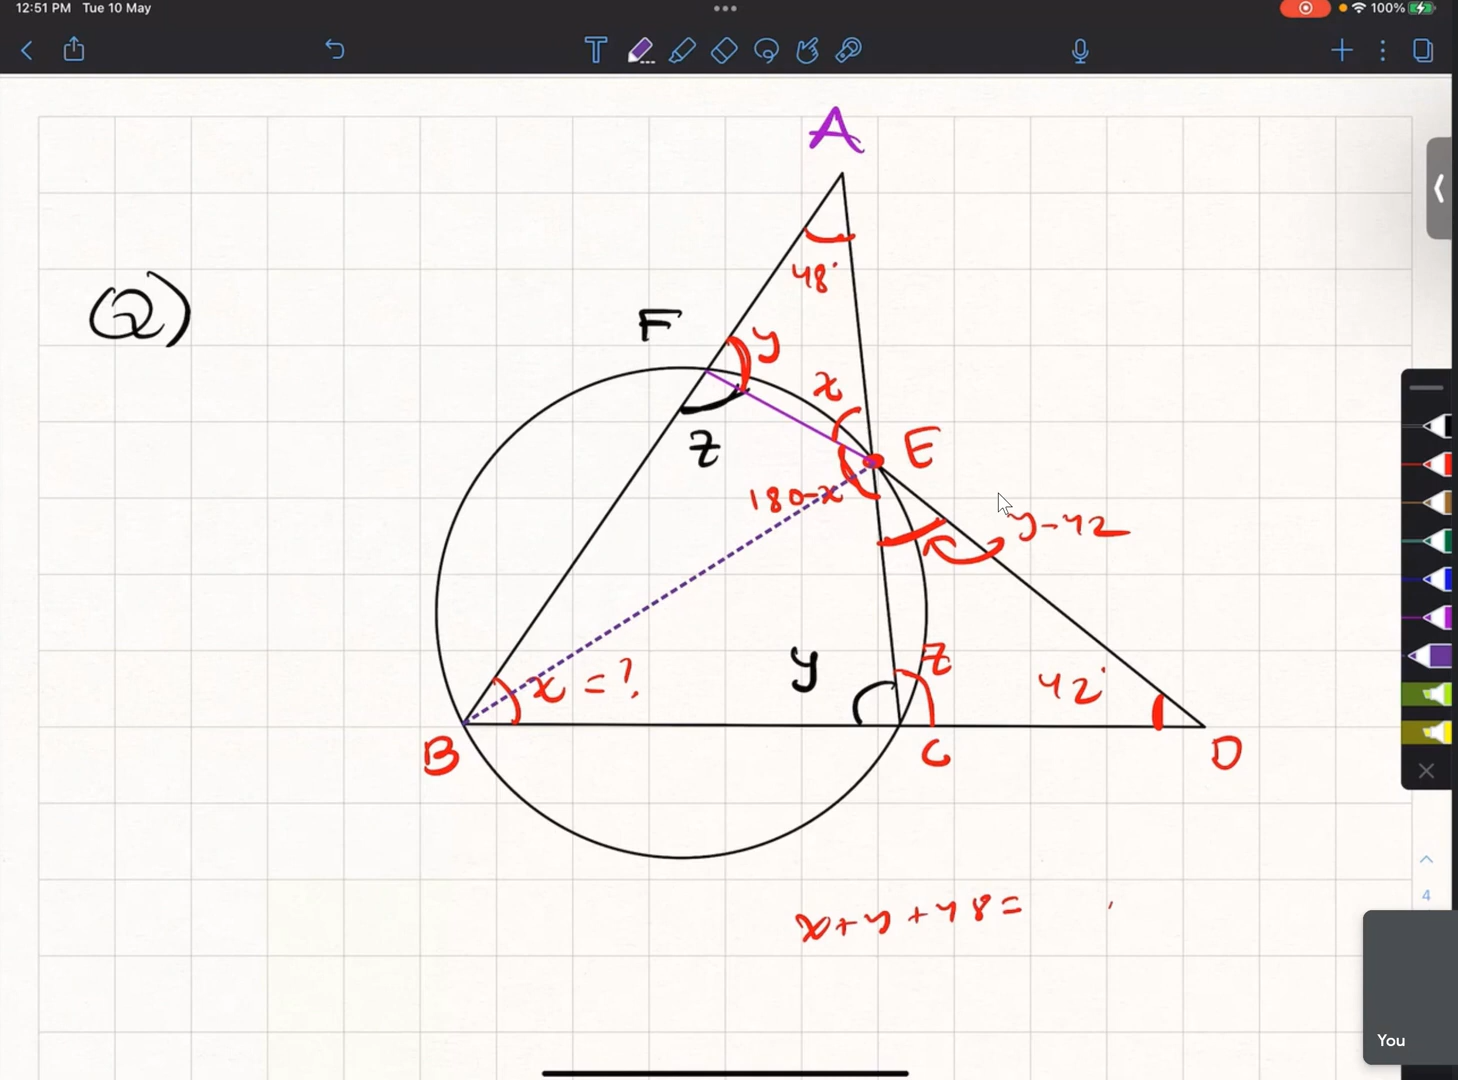 12:51 PM Tue 10 May
100%
T
A
Q)
48°
F
y
x
E
z
180-x
y-42
y
z
x = ?
42°
B
C
D
x+y+48=
4
You